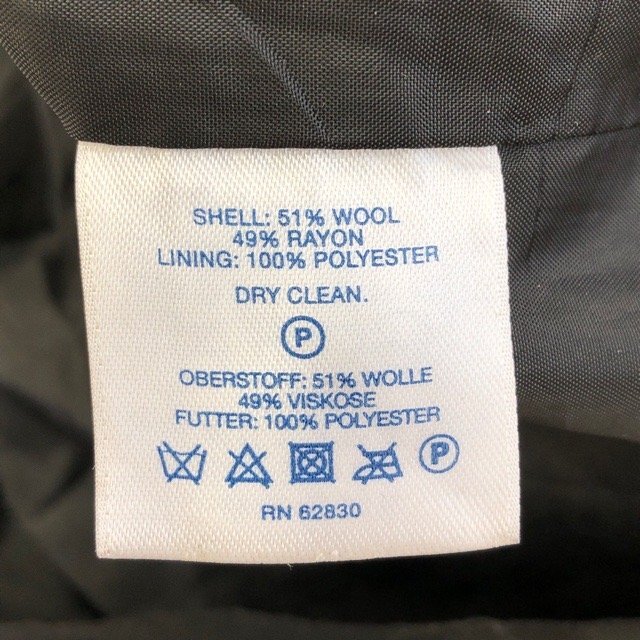 SHELL: 51% WOOL
49% RAYON
LINING: 100% POLYESTER
DRY CLEAN.
P
OBERSTOFF: 51% WOLLE
49% VISKOSE
FUTTER: 100% POLYESTER
P
RN 62830